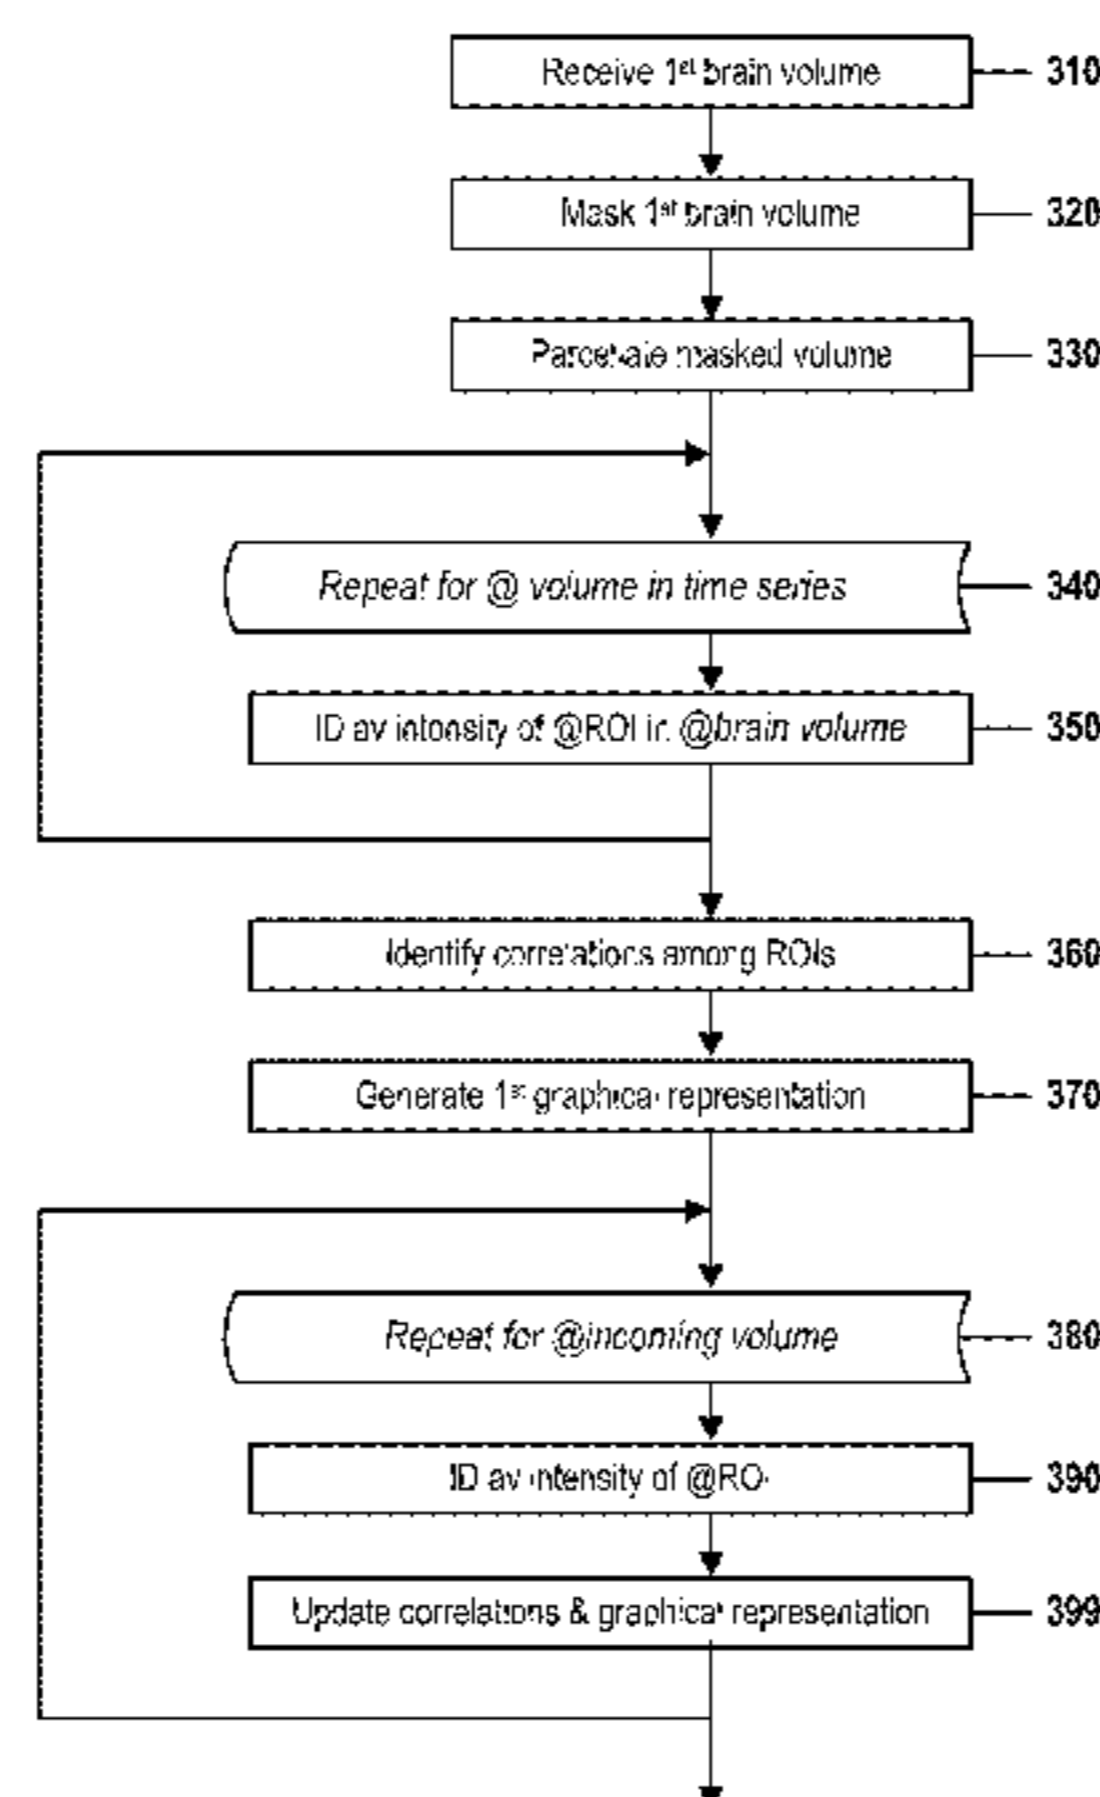 Receive 1st brain volume 310
Mask 1st brain volume 320
Parcellate masked volume 330
Repeat for @ volume in time series 340
ID av intensity of @ROI in @brain volume 350
Identify correlations among ROIs 360
Generate 1st graphical representation 370
Repeat for @incoming volume 380
ID av intensity of @ROI 390
Update correlations & graphical representation 399